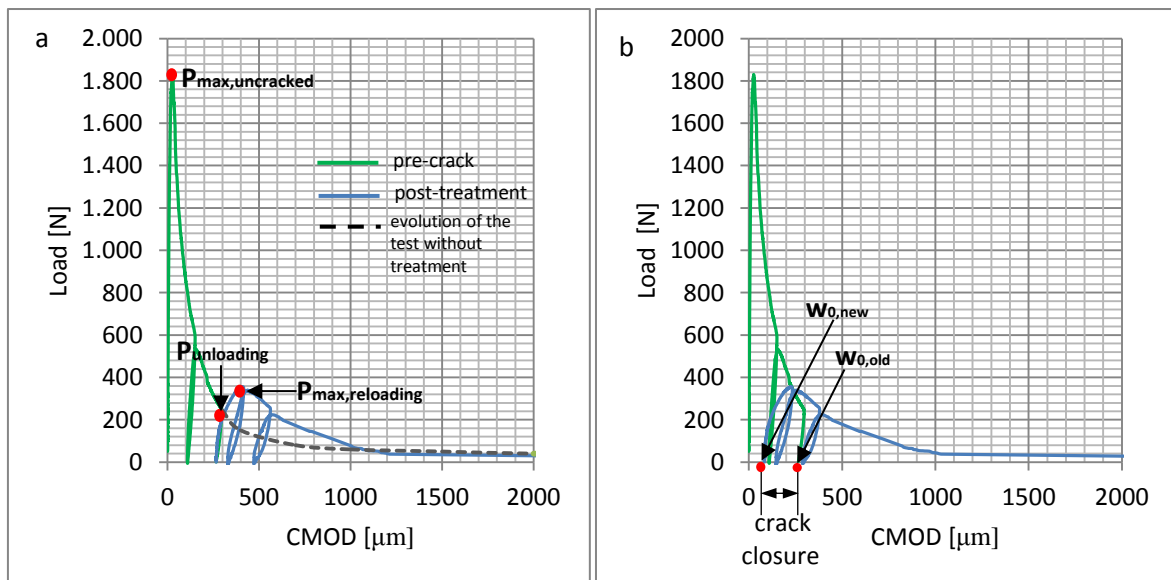 a
2.000
1.800
1.600
1.400
1.200
1.000
800
600
400
200
0
Load [N]
Pmax,uncracked
pre-crack
post-treatment
evolution of the
test without
treatment
Punloading
Pmax,reloading
0 500 1000 1500 2000
CMOD [µm]
b
2000
1800
1600
1400
1200
1000
800
600
400
200
0
Load [N]
w0,new
w0,old
0 500 1000 1500 2000
crack
closure
CMOD [µm]